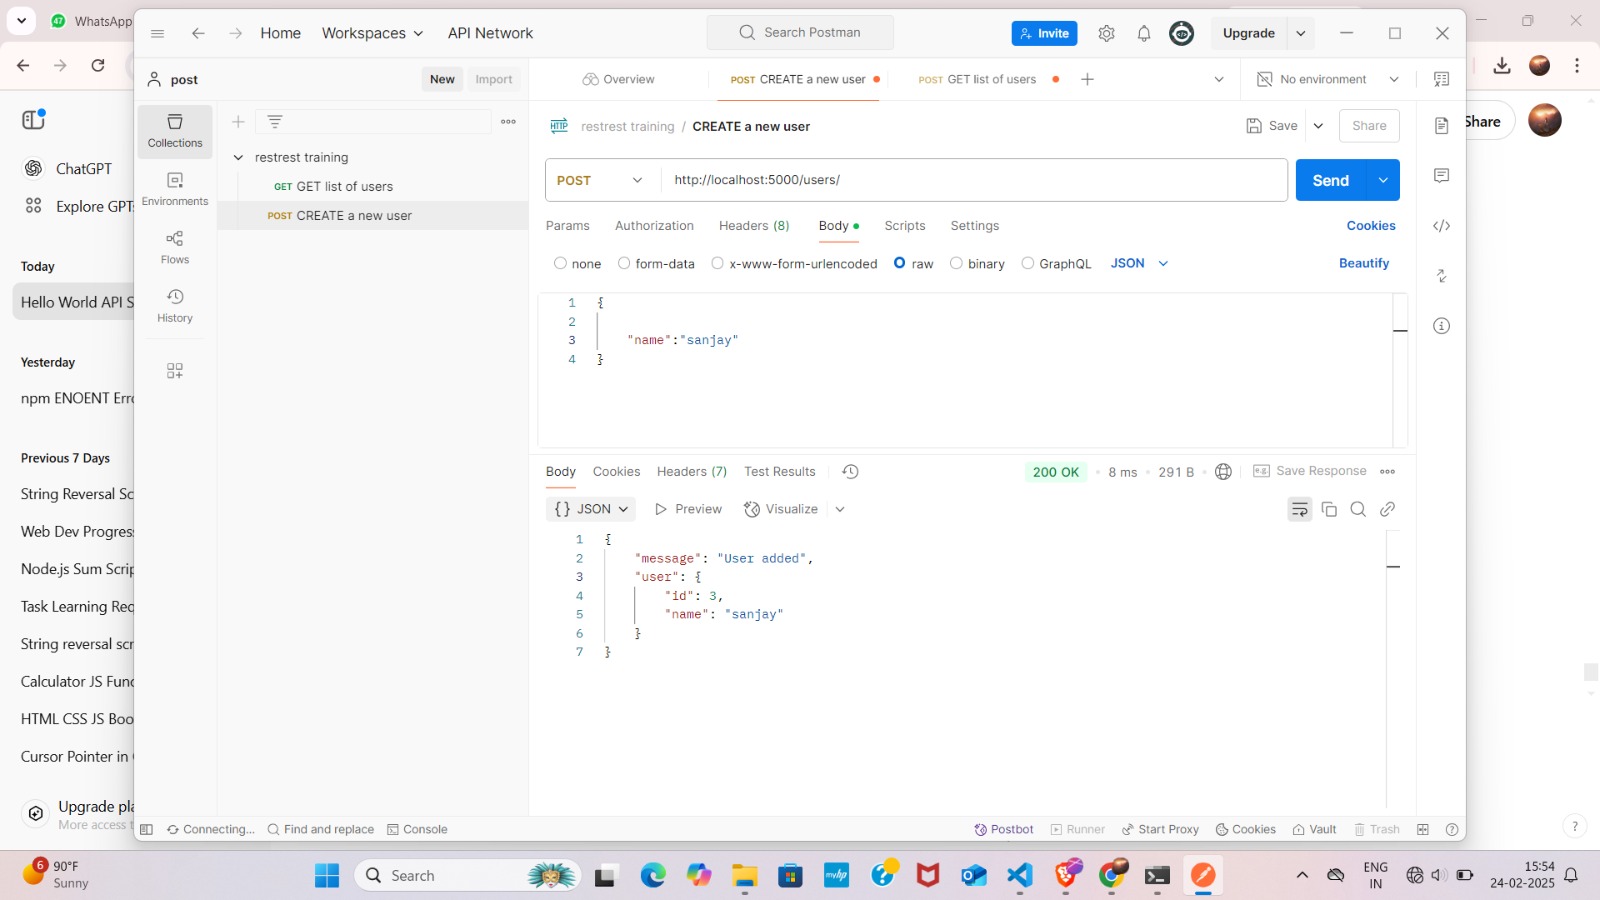 47 WhatsApp
Home Workspaces API Network Search Postman Invite Upgrade
post New Import Overview POST CREATE a new user POST GET list of users No environment
ChatGPT
Explore GPTs
Today
Hello World API S
Yesterday
npm ENOENT Erro
Previous 7 Days
String Reversal Sc
Web Dev Progres
Node.js Sum Scrip
Task Learning Req
String reversal scr
Calculator JS Func
HTML CSS JS Boo
Cursor Pointer in
Upgrade pla
More access t
Collections
Environments
Flows
History
restrest training
GET GET list of users
POST CREATE a new user
HTTP restrest training / CREATE a new user Save Share
Share
POST http://localhost:5000/users/ Send
Params Authorization Headers (8) Body Scripts Settings Cookies
none form-data x-www-form-urlencoded raw binary GraphQL JSON Beautify
1 {
2
3 "name":"sanjay"
4 }
Body Cookies Headers (7) Test Results 200 OK 8 ms 291 B e.g. Save Response
{} JSON Preview Visualize
1 {
2 "message": "User added",
3 "user": {
4 "id": 3,
5 "name": "sanjay"
6 }
7 }
Connecting... Find and replace Console Postbot Runner Start Proxy Cookies Vault Trash
6 90°F
Sunny
Search
myhp
ENG
IN
15:54
24-02-2025